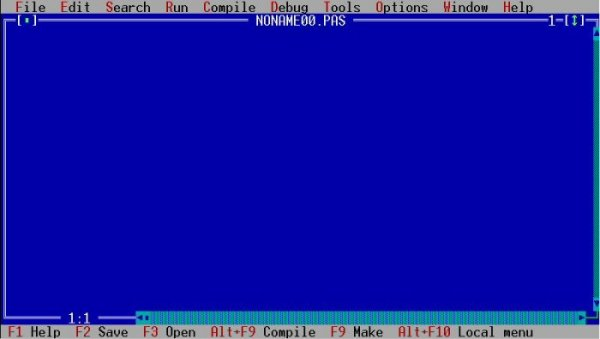 File Edit Search Run Compile Debug Tools Options Window Help
NONAME00.PAS 1
1:1
F1 Help F2 Save F3 Open Alt+F9 Compile F9 Make Alt+F10 Local menu